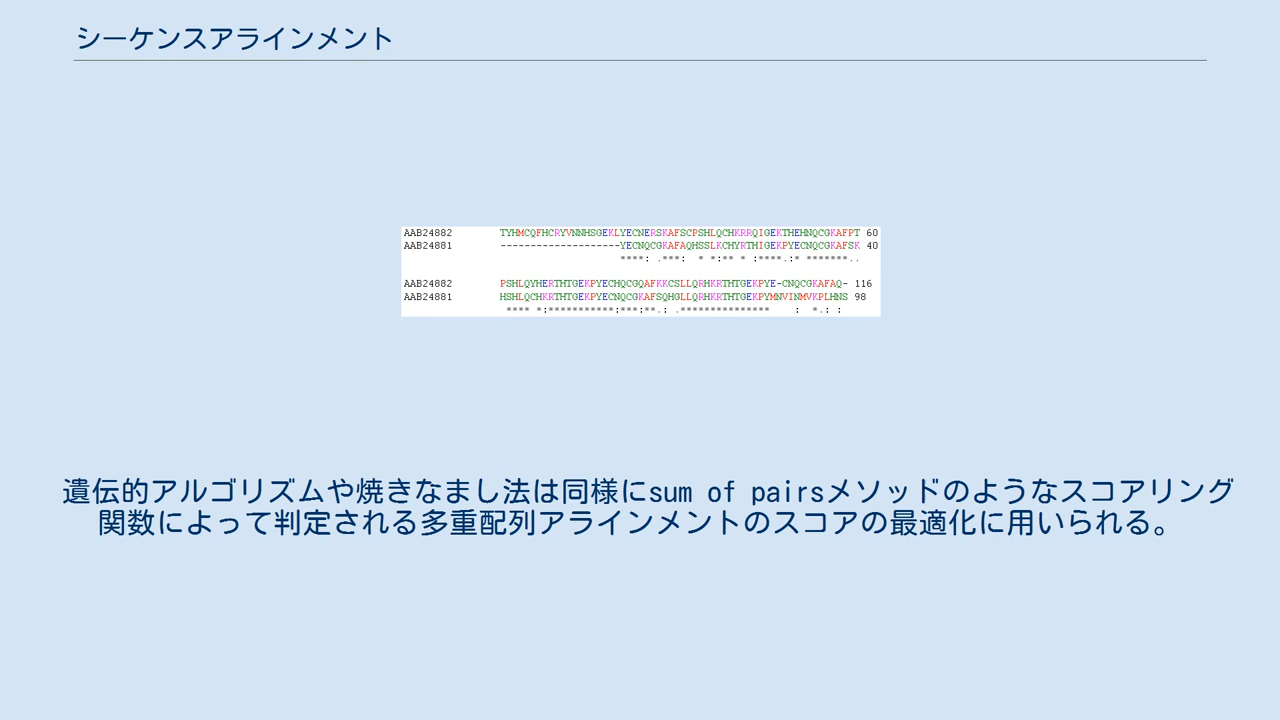 シーケンスアラインメント
AAB24882 TYHMCQFHCRYVNNHSGEKLYECNERSKAFSCPSHLQCHKRRQIGEKTHEHNQCGKAFPT 60
AAB24881 --------------------YECNQCGKAFAQHSSLKCHYRTHIGEKPYECNQCGKAFSK 40
****: .***: * *:** * :****.:* *******..
AAB24882 PSHLQYHERTHTGEKPYECHQCGQAFKKCSLLQRHKRTHTGEKPYE-CNQCGKAFAQ- 116
AAB24881 HSHLQCHKRTHTGEKPYECNQCGKAFSQHGLLQRHKRTHTGEKPYMNVINMVKPLHNS 98
**** *:***********:***:**.: .*************** : *.: :
遺伝的アルゴリズムや焼きなまし法は同様にsum of pairsメソッドのようなスコアリング
関数によって判定される多重配列アラインメントのスコアの最適化に用いられる。